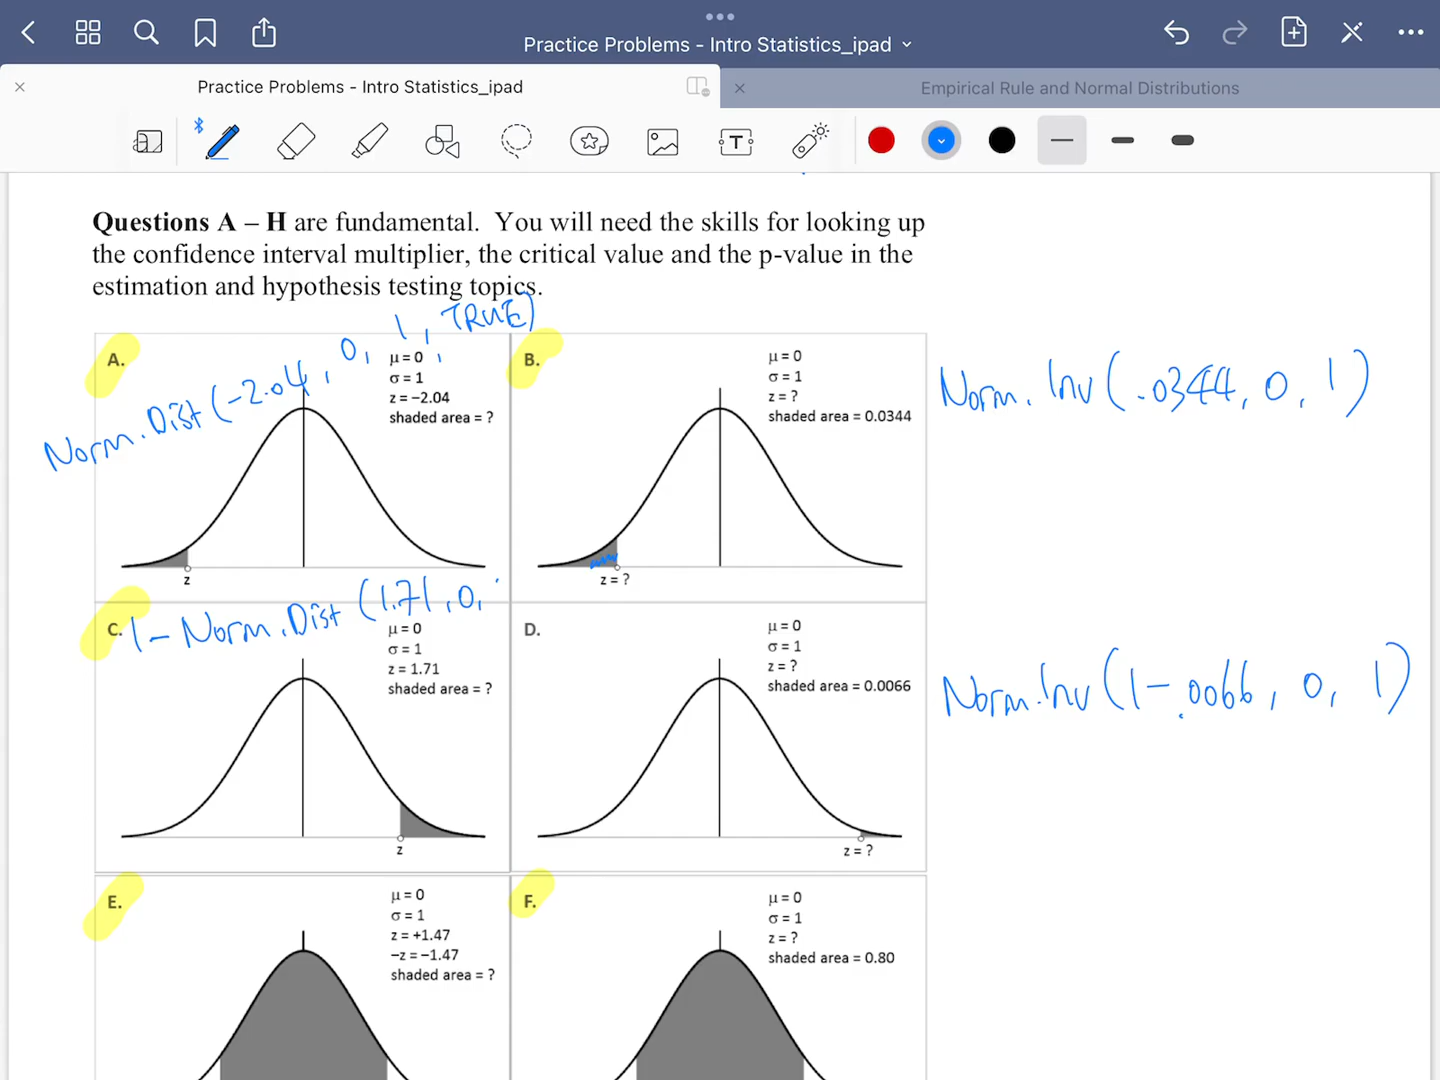 Practice Problems - Intro Statistics_ipad
Practice Problems - Intro Statistics_ipad
Empirical Rule and Normal Distributions
T
Questions A – H are fundamental. You will need the skills for looking up
the confidence interval multiplier, the critical value and the p-value in the
estimation and hypothesis testing topics.
A.
Norm.Dist(-2.04, 0, 1, TRUE)
μ = 0
σ = 1
z = −2.04
shaded area = ?
z
B.
μ = 0
σ = 1
z = ?
shaded area = 0.0344
z = ?
Norm.Inv(.0344, 0, 1)
C.
1-Norm.Dist(1.71, 0,
μ = 0
σ = 1
z = 1.71
shaded area = ?
z
D.
μ = 0
σ = 1
z = ?
shaded area = 0.0066
z = ?
Norm.Inv(1-.0066, 0, 1)
E.
μ = 0
σ = 1
z = +1.47
−z = −1.47
shaded area = ?
F.
μ = 0
σ = 1
z = ?
shaded area = 0.80